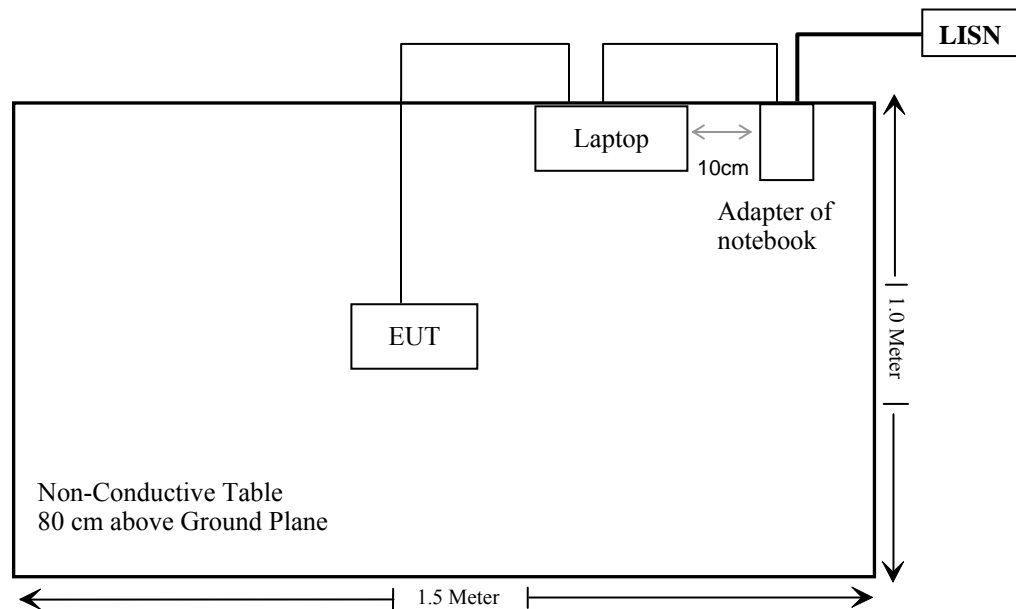 LISN
Laptop
10cm
Adapter of
notebook
EUT
1.0 Meter
Non-Conductive Table
80 cm above Ground Plane
1.5 Meter